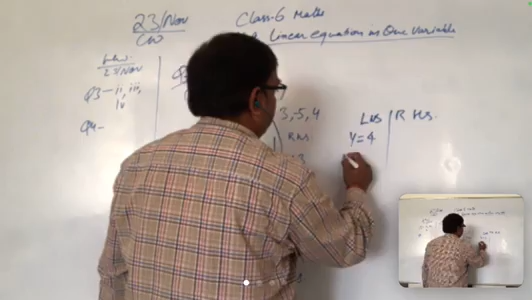 23/Nov
CW
Class-6 Maths
Linear equation in One Variable
H.W.
23/Nov
Q3-ii, iii,
iv
Q4-
Q3
3,-5,4
RHS
LHS | RHS.
Y=4